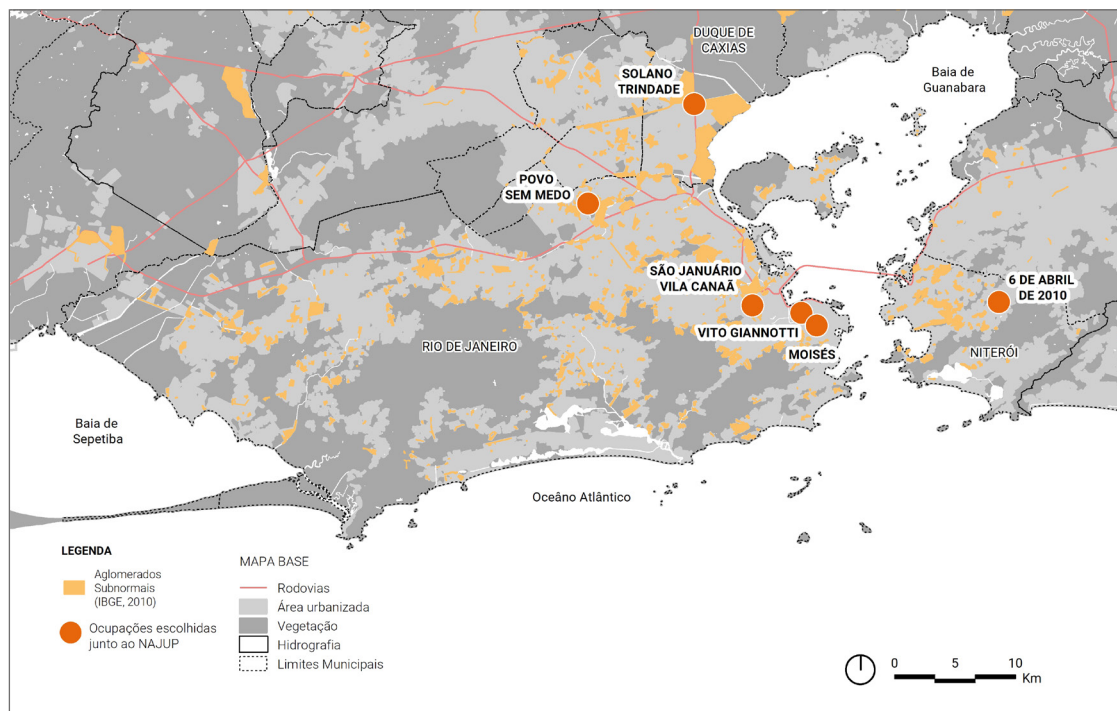 DUQUE DE
CAXIAS
SOLANO
TRINDADE
Baia de
Guanabara
POVO
SEM MEDO
SÃO JANUÁRIO
VILA CANAÃ
6 DE ABRIL
DE 2010
VITO GIANNOTTI
MOISÉS
RIO DE JANEIRO
NITERÓI
Baia de
Sepetiba
Oceâno Atlântico
LEGENDA
Aglomerados
Subnormais
(IBGE, 2010)
Ocupações escolhidas
junto ao NAJUP
MAPA BASE
Rodovias
Área urbanizada
Vegetação
Hidrografia
Limites Municipais
0 5 10
Km